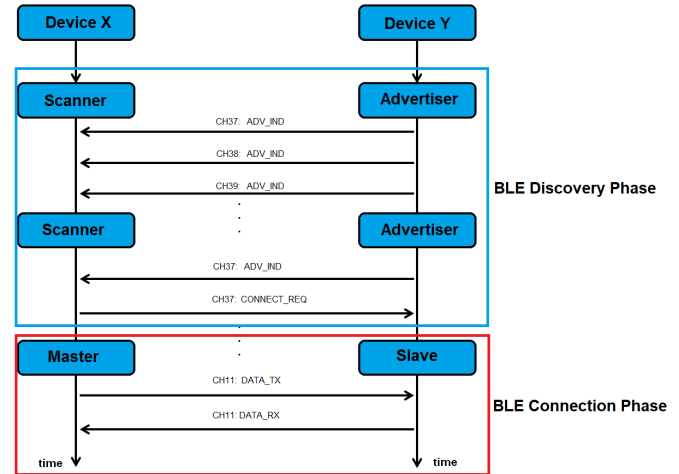 Device X
Device Y
Scanner
Advertiser
CH37: ADV_IND
CH38: ADV_IND
CH39: ADV_IND
BLE Discovery Phase
Scanner
Advertiser
CH37: ADV_IND
CH37: CONNECT_REQ
Master
Slave
CH11: DATA_TX
BLE Connection Phase
CH11: DATA_RX
time
time